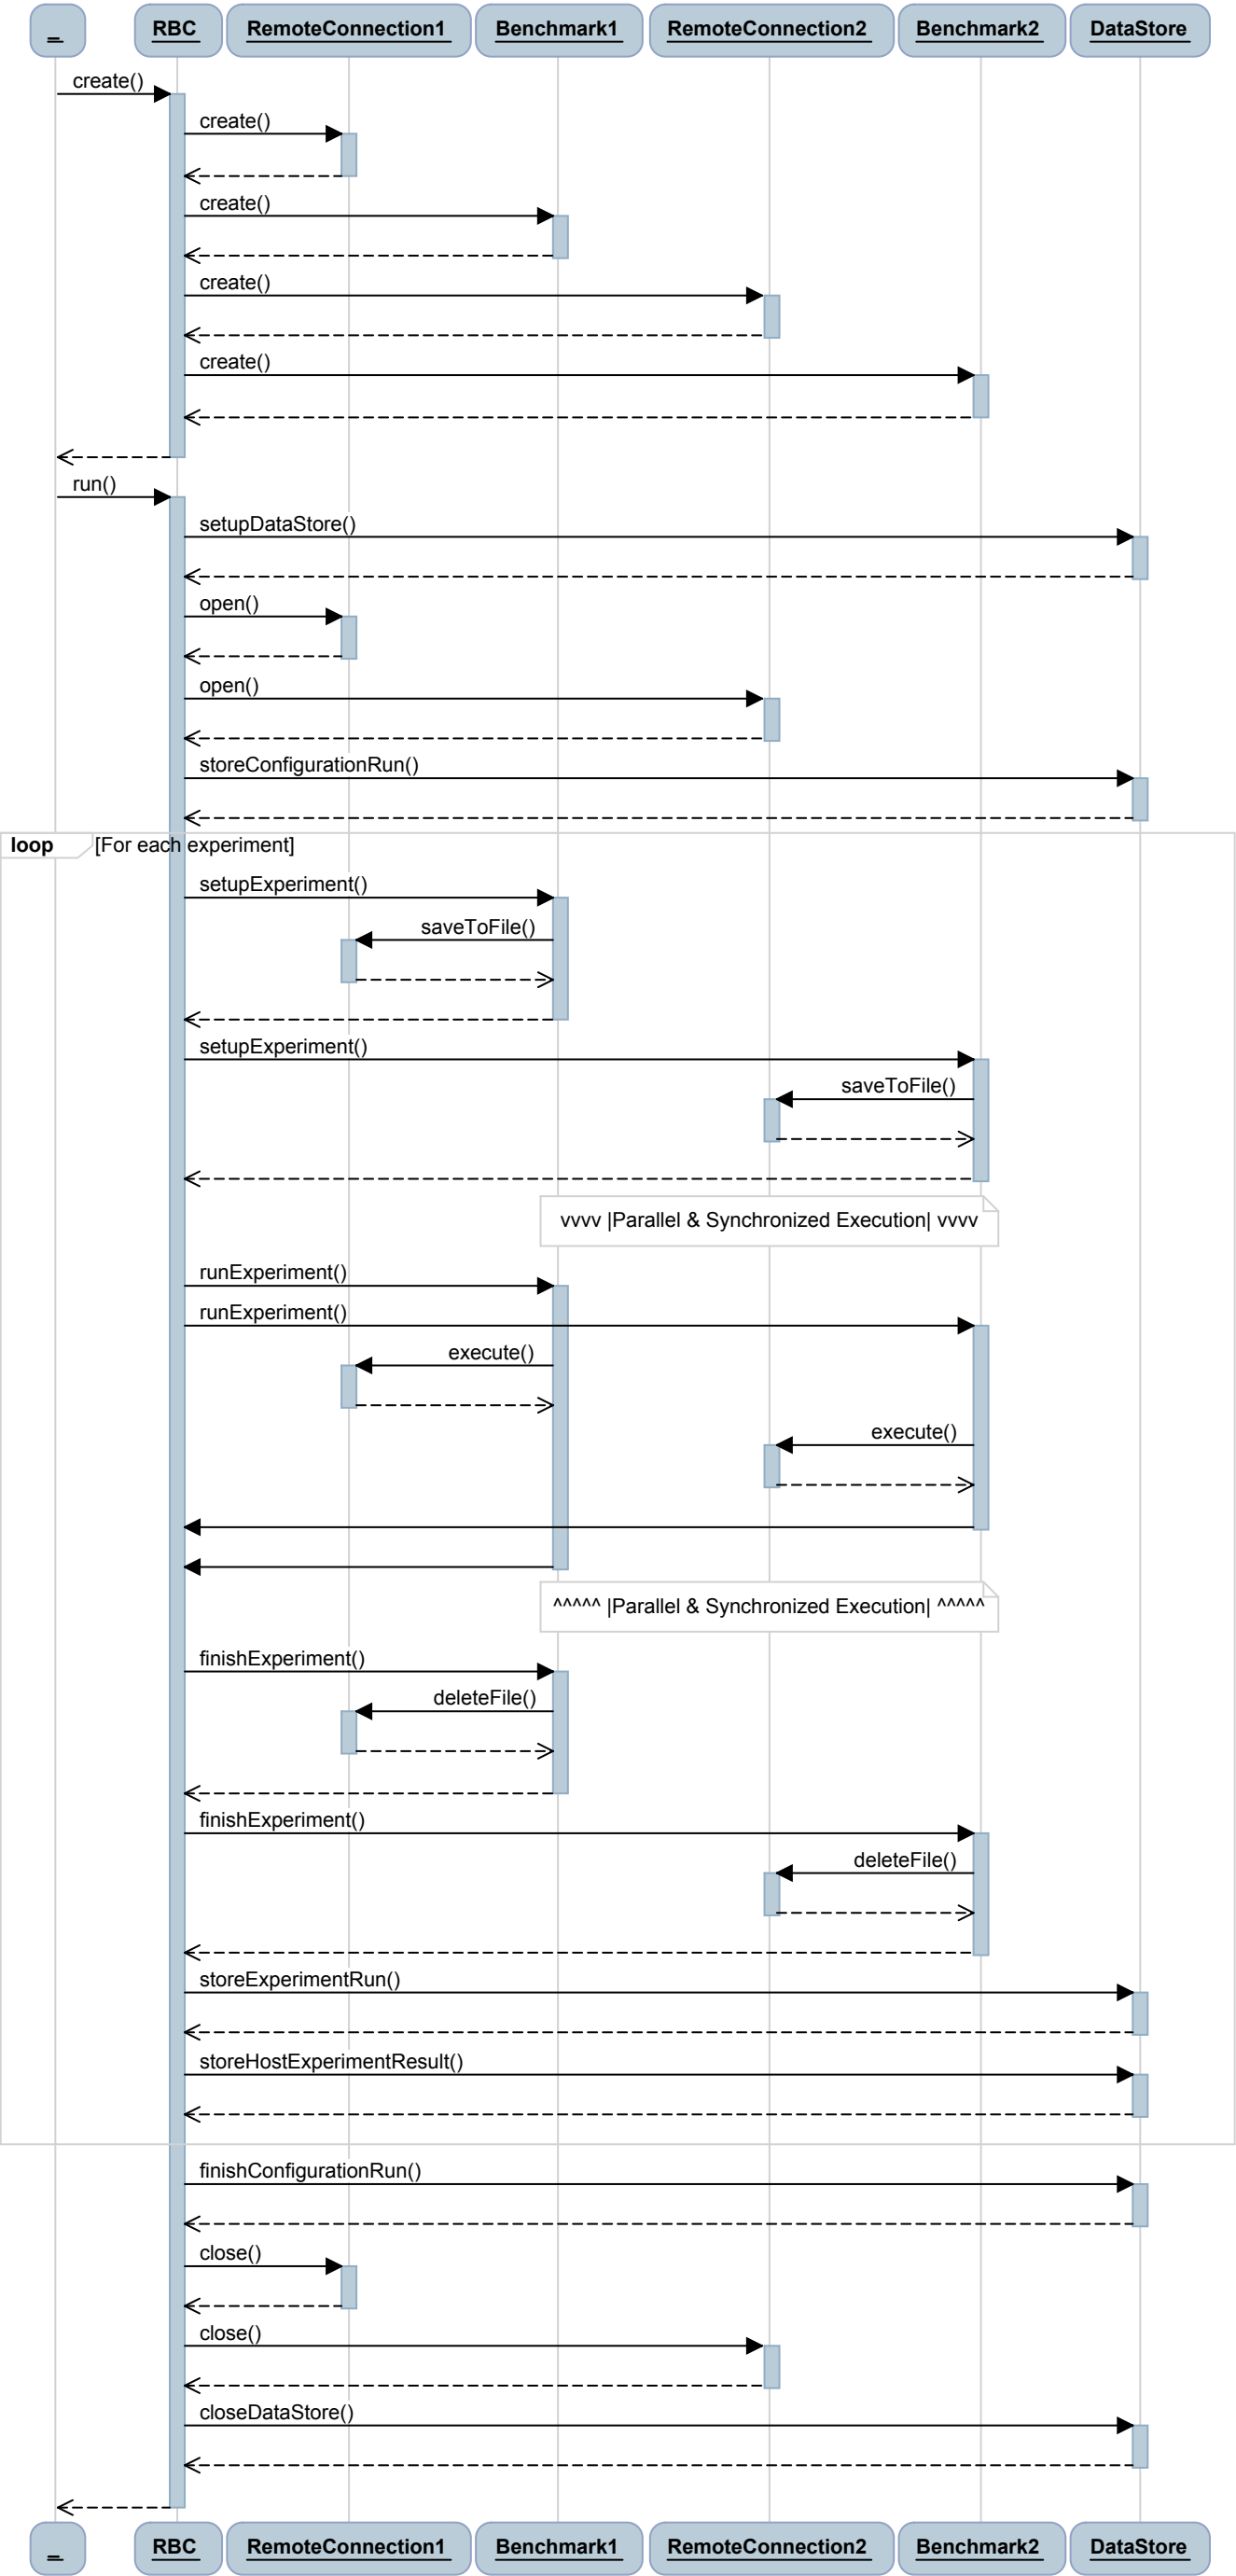 _
RBC
RemoteConnection1
Benchmark1
RemoteConnection2
Benchmark2
DataStore
create()
create()
create()
create()
create()
run()
setupDataStore()
open()
open()
storeConfigurationRun()
loop [For each experiment]
setupExperiment()
saveToFile()
setupExperiment()
saveToFile()
vvvv |Parallel & Synchronized Execution| vvvv
runExperiment()
runExperiment()
execute()
execute()
^^^^^ |Parallel & Synchronized Execution| ^^^^^
finishExperiment()
deleteFile()
finishExperiment()
deleteFile()
storeExperimentRun()
storeHostExperimentResult()
finishConfigurationRun()
close()
close()
closeDataStore()
_
RBC
RemoteConnection1
Benchmark1
RemoteConnection2
Benchmark2
DataStore